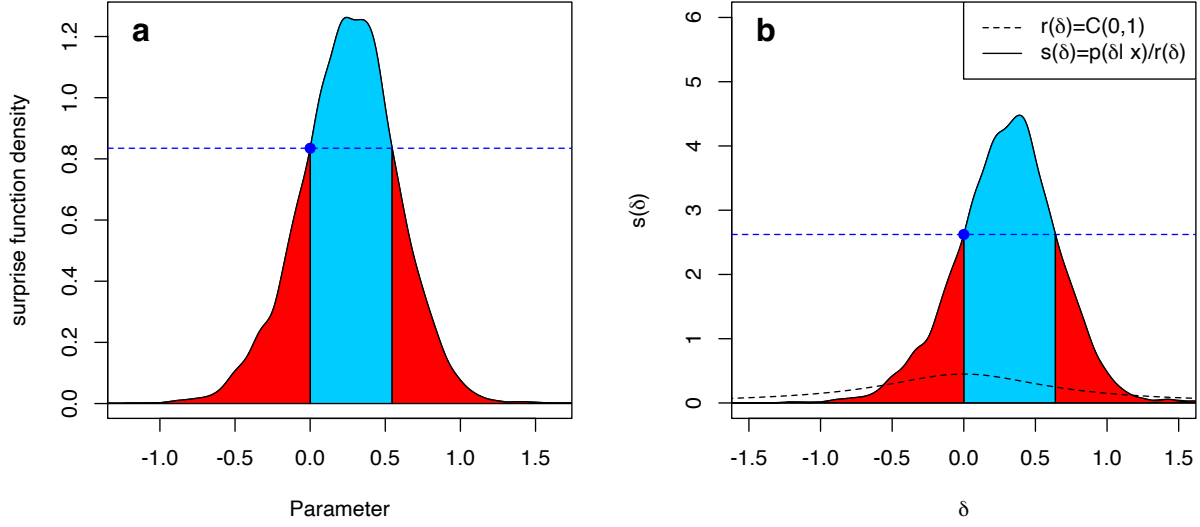 a
surprise function density
1.2
1.0
0.8
0.6
0.4
0.2
0.0
-1.0 -0.5 0.0 0.5 1.0 1.5
Parameter
b
r(δ)=C(0,1)
s(δ)=p(δ| x)/r(δ)
s(δ)
6
5
4
3
2
1
0
-1.5 -1.0 -0.5 0.0 0.5 1.0 1.5
δ